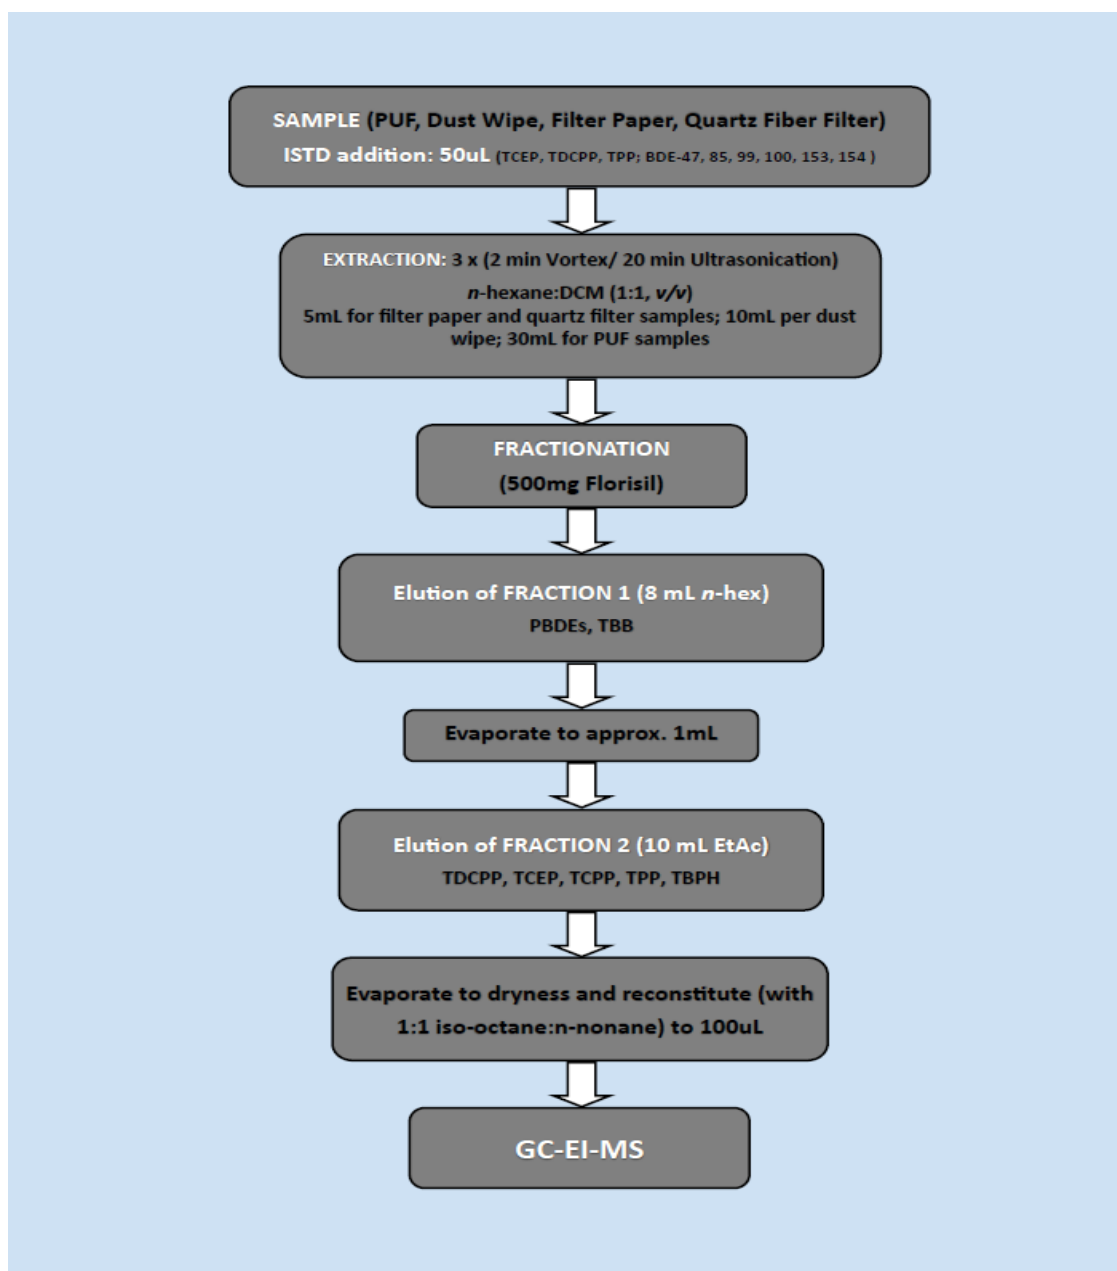 SAMPLE (PUF, Dust Wipe, Filter Paper, Quartz Fiber Filter)
ISTD addition: 50uL (TCEP, TDCPP, TPP; BDE-47, 85, 99, 100, 153, 154 )
EXTRACTION: 3 x (2 min Vortex/ 20 min Ultrasonication)
n-hexane:DCM (1:1, v/v)
5mL for filter paper and quartz filter samples; 10mL per dust
wipe; 30mL for PUF samples
FRACTIONATION
(500mg Florisil)
Elution of FRACTION 1 (8 mL n-hex)
PBDEs, TBB
Evaporate to approx. 1mL
Elution of FRACTION 2 (10 mL EtAc)
TDCPP, TCEP, TCPP, TPP, TBPH
Evaporate to dryness and reconstitute (with
1:1 iso-octane:n-nonane) to 100uL
GC-EI-MS